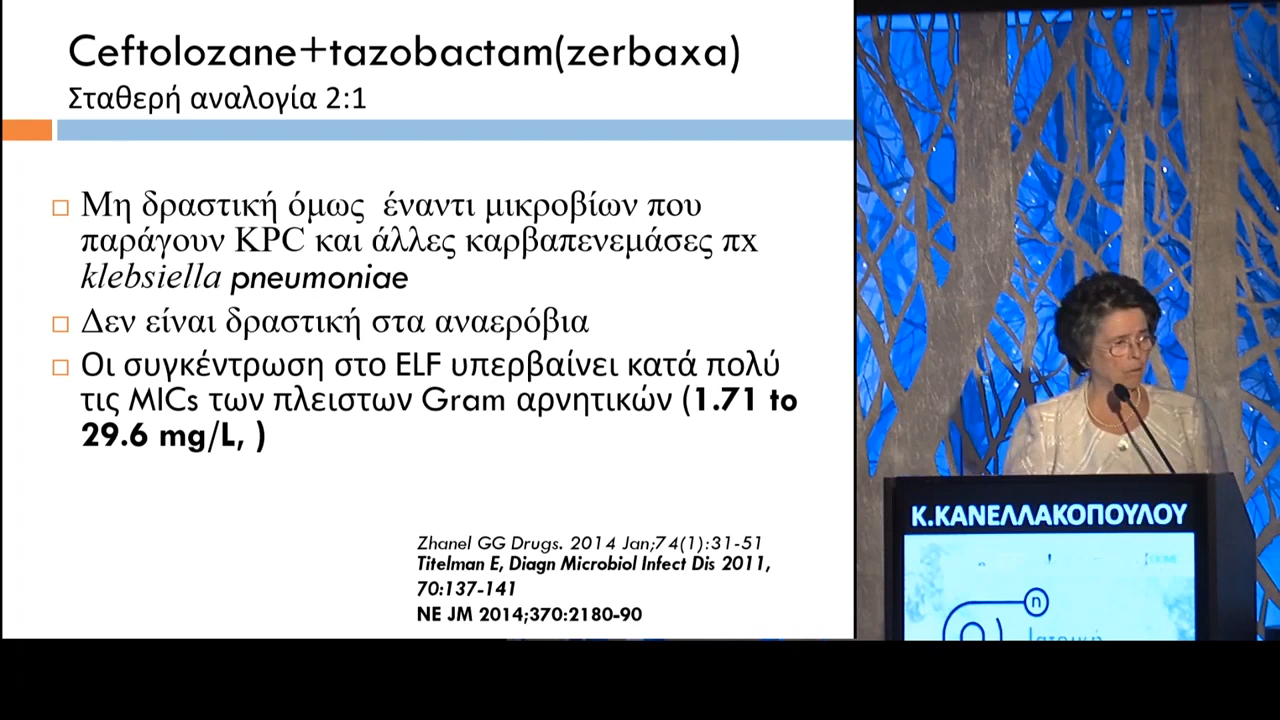 Ceftolozane+tazobactam(zerbaxa)
Σταθερή αναλογία 2:1
Μη δραστική όμως έναντι μικροβίων που
παράγουν KPC και άλλες καρβαπενεμάσες πχ
klebsiella pneumoniae
Δεν είναι δραστική στα αναερόβια
Οι συγκέντρωση στο ELF υπερβαίνει κατά πολύ
τις MICs των πλειστων Gram αρνητικών (1.71 to
29.6 mg/L, )
Zhanel GG Drugs. 2014 Jan;74(1):31-51
Titelman E, Diagn Microbiol Infect Dis 2011,
70:137-141
NE JM 2014;370:2180-90
Κ.ΚΑΝΕΛΛΑΚΟΠΟΥΛΟΥ
n